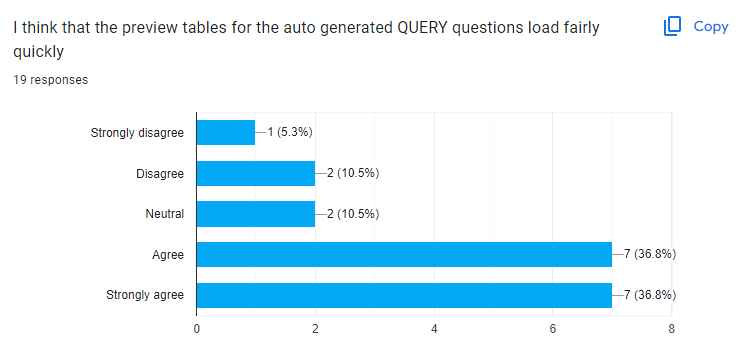 I think that the preview tables for the auto generated QUERY questions load fairly
quickly
Copy
19 responses
Strongly disagree
1 (5.3%)
Disagree
2 (10.5%)
Neutral
2 (10.5%)
Agree
7 (36.8%)
Strongly agree
7 (36.8%)
0 2 4 6 8